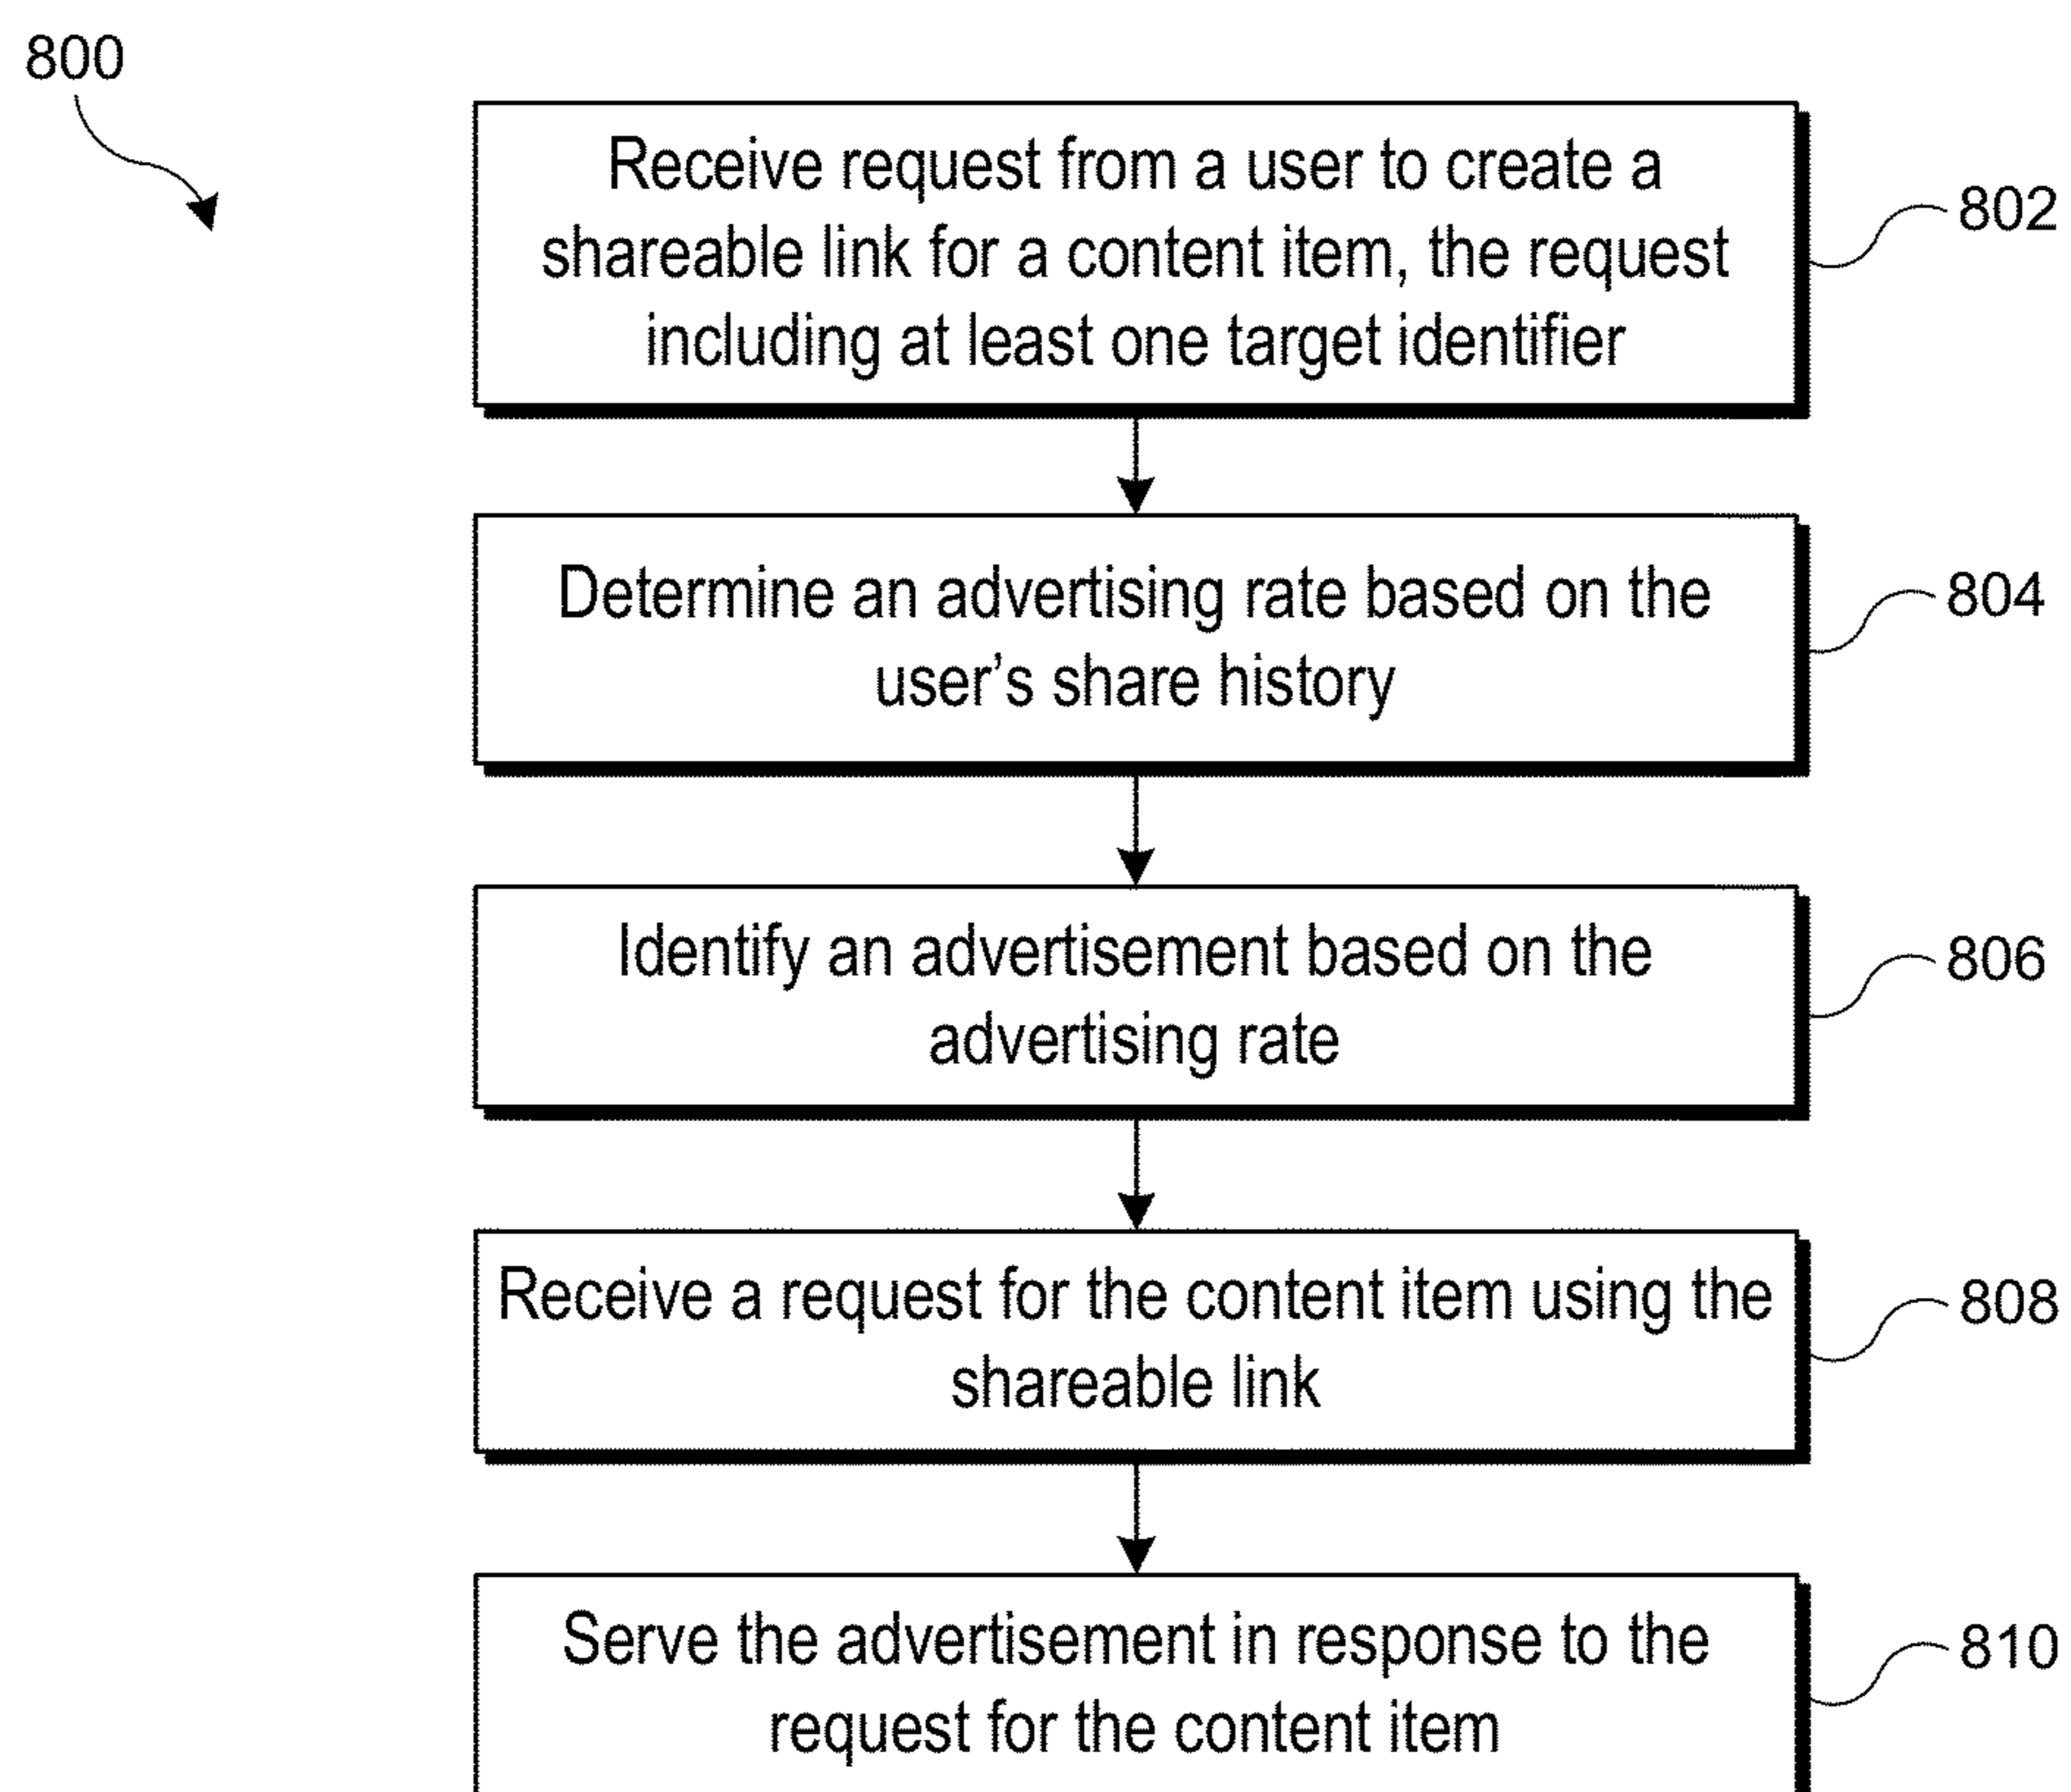 800
Receive request from a user to create a
shareable link for a content item, the request
including at least one target identifier
802
Determine an advertising rate based on the
user's share history
804
Identify an advertisement based on the
advertising rate
806
Receive a request for the content item using the
shareable link
808
Serve the advertisement in response to the
request for the content item
810